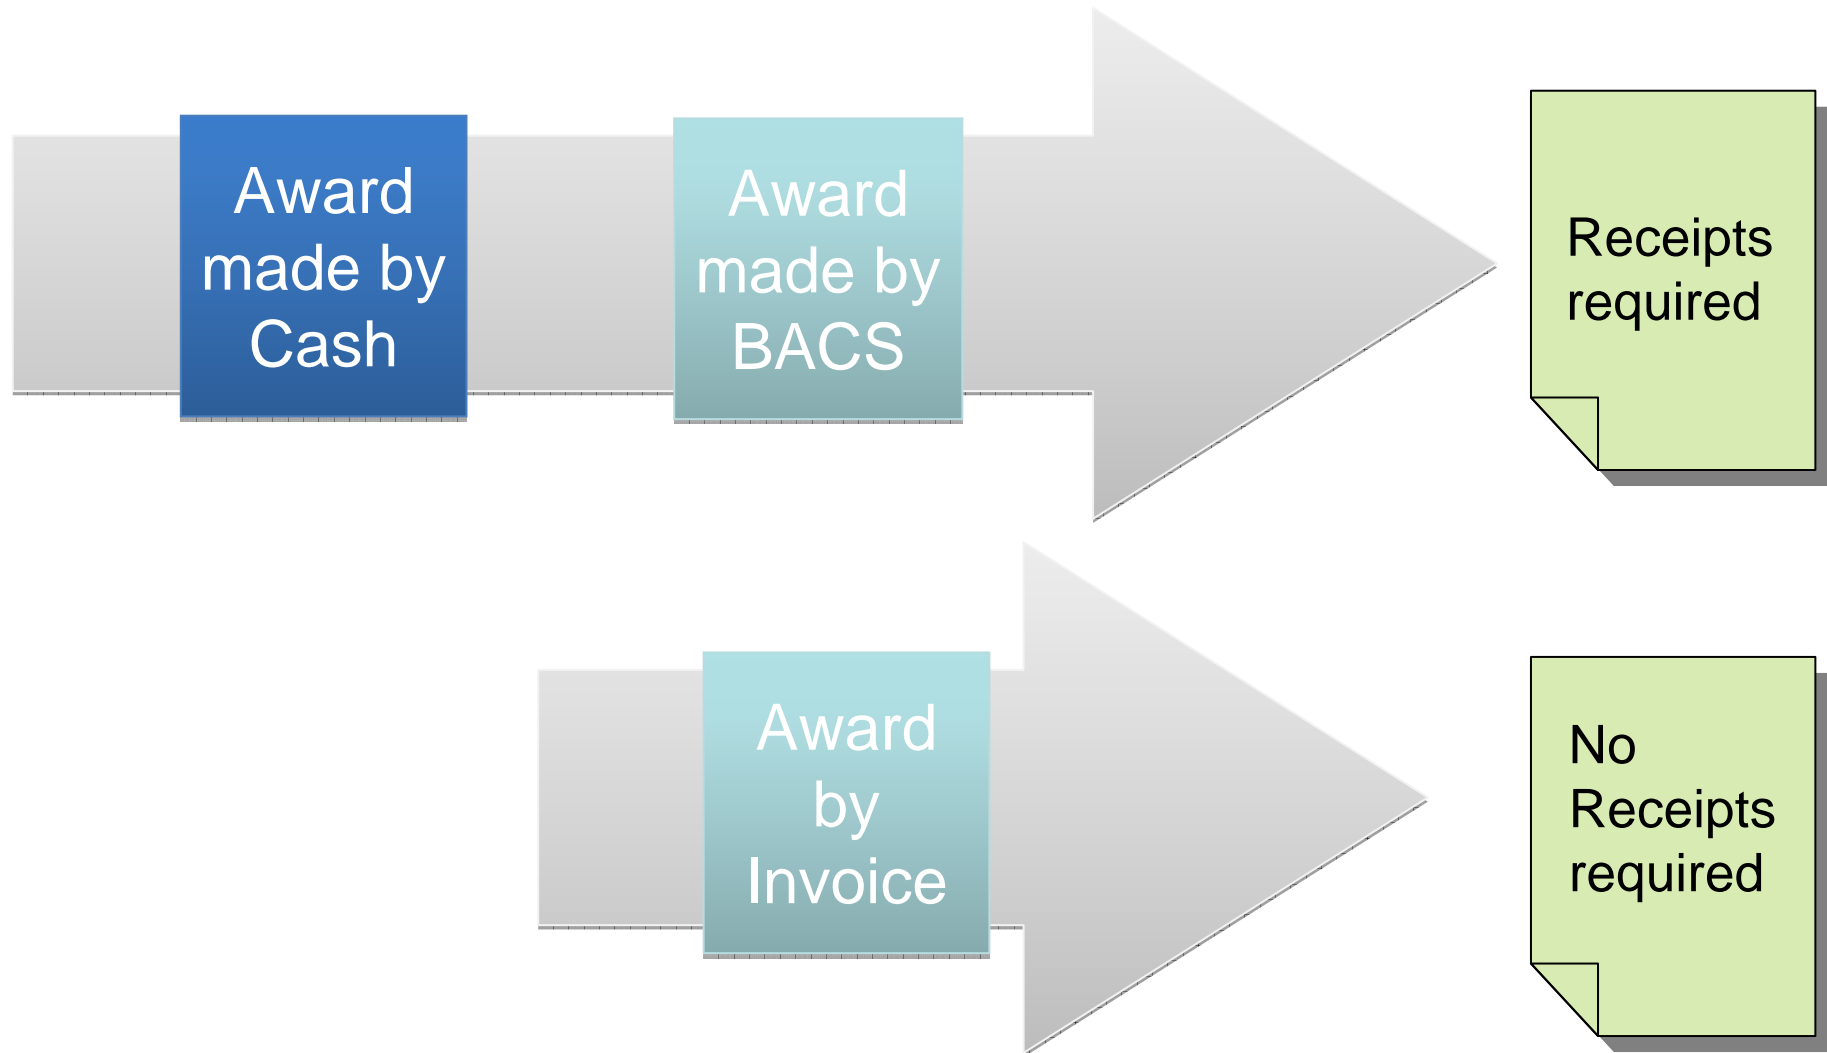 Award
made by
Cash
Award
made by
BACS
Receipts
required
Award
by
Invoice
No
Receipts
required